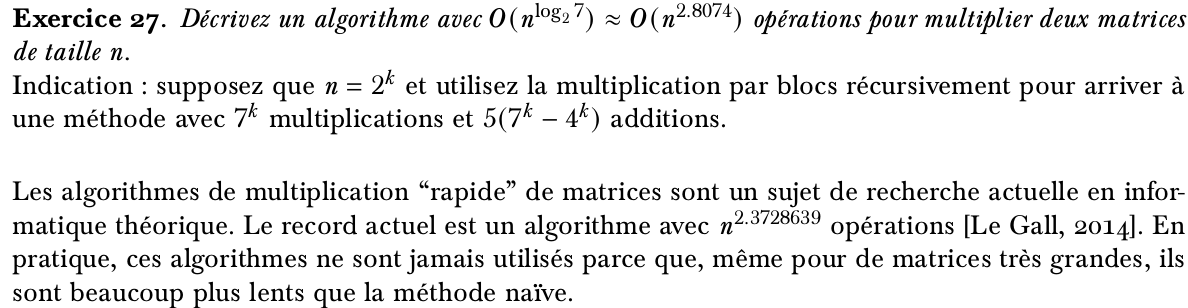 Exercice 27. Décrivez un algorithme avec O(n^{log₂ 7}) ≈ O(n^{2.8074}) opérations pour multiplier deux matrices
de taille n.
Indication : supposez que n = 2^k et utilisez la multiplication par blocs récursivement pour arriver à
une méthode avec 7^k multiplications et 5(7^k − 4^k) additions.
Les algorithmes de multiplication “rapide” de matrices sont un sujet de recherche actuelle en infor-
matique théorique. Le record actuel est un algorithme avec n^{2.3728639} opérations [Le Gall, 2014]. En
pratique, ces algorithmes ne sont jamais utilisés parce que, même pour de matrices très grandes, ils
sont beaucoup plus lents que la méthode naïve.